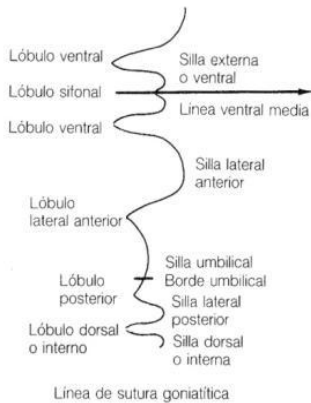 Lóbulo ventral
Silla externa
o ventral
Lóbulo sifonal
Línea ventral media
Lóbulo ventral
Silla lateral
anterior
Lóbulo
lateral anterior
Silla umbilical
Borde umbilical
Lóbulo
posterior
Silla lateral
posterior
Lóbulo dorsal
o interno
Silla dorsal
o interna
Línea de sutura goniatítica